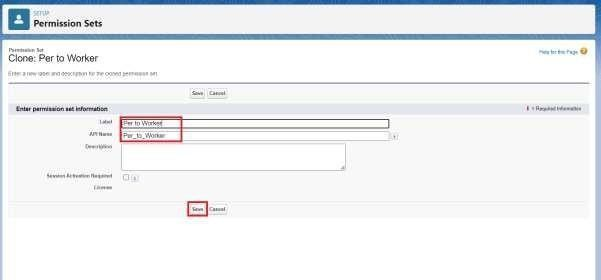 SETUP
Permission Sets
Permission Set
Clone: Per to Worker
Help for this Page
Enter a new label and description for the cloned permission set.
Save Cancel
Enter permission set information
= Required Information
Label Per to Worker
API Name Per_to_Worker
Description
Session Activation Required
License
Save Cancel